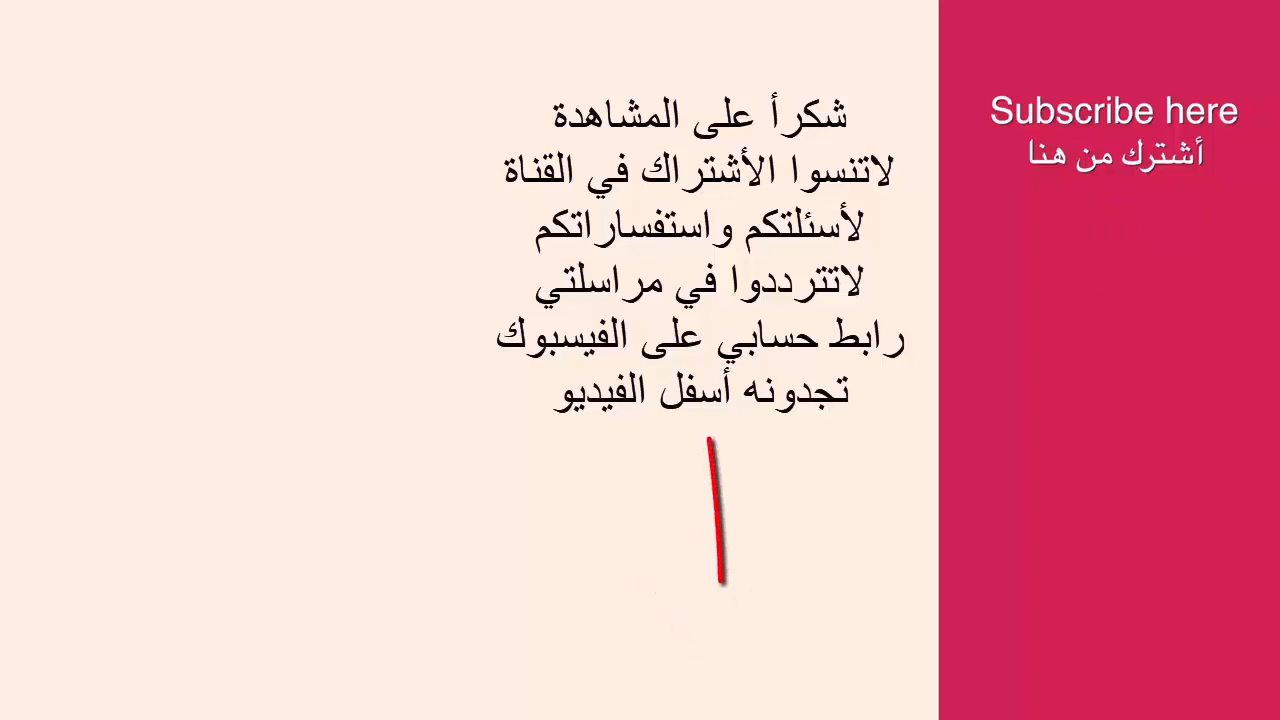 شكرأ على المشاهدة
لاتنسوا الأشتراك في القناة
لأسئلتكم واستفساراتكم
لاتترددوا في مراسلتي
رابط حسابي على الفيسبوك
تجدونه أسفل الفيديو
Subscribe here
أشترك من هنا